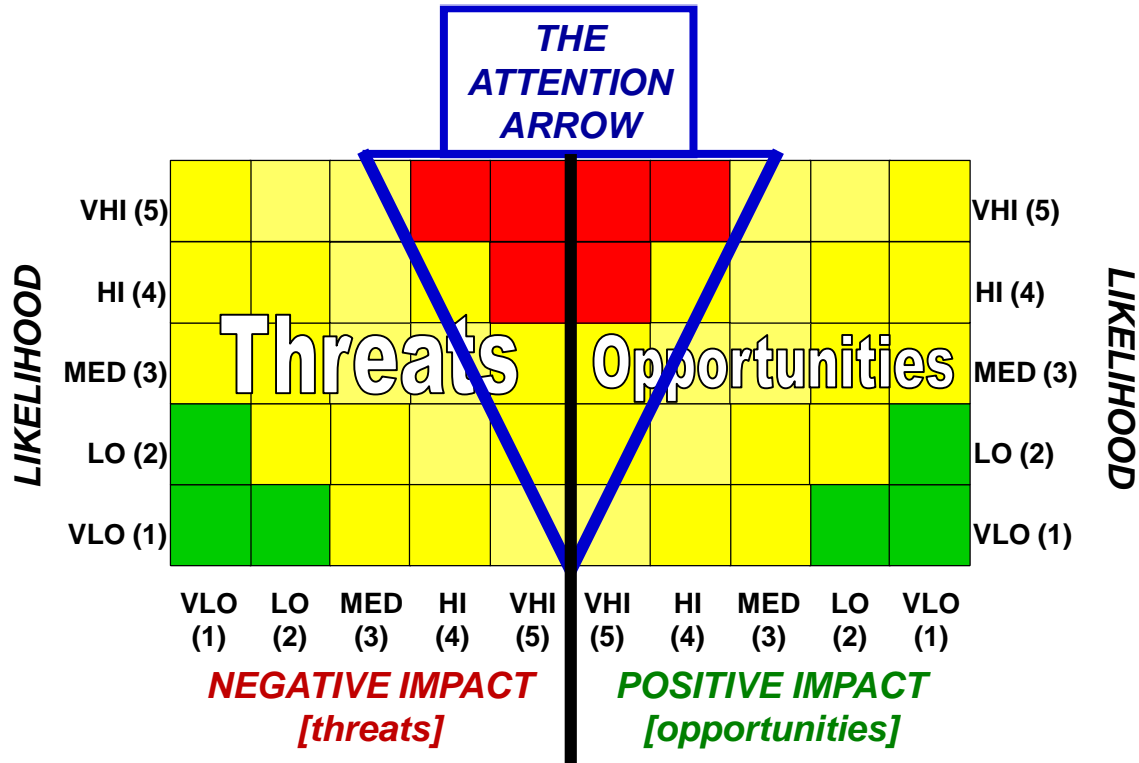 THE
ATTENTION
ARROW
VHI (5)
VHI (5)
HI (4)
HI (4)
MED (3)
MED (3)
LO (2)
LO (2)
VLO (1)
VLO (1)
LIKELIHOOD
LIKELIHOOD
Threats
Opportunities
VLO LO MED HI VHI VHI HI MED LO VLO
(1) (2) (3) (4) (5) (5) (4) (3) (2) (1)
NEGATIVE IMPACT
[threats]
POSITIVE IMPACT
[opportunities]